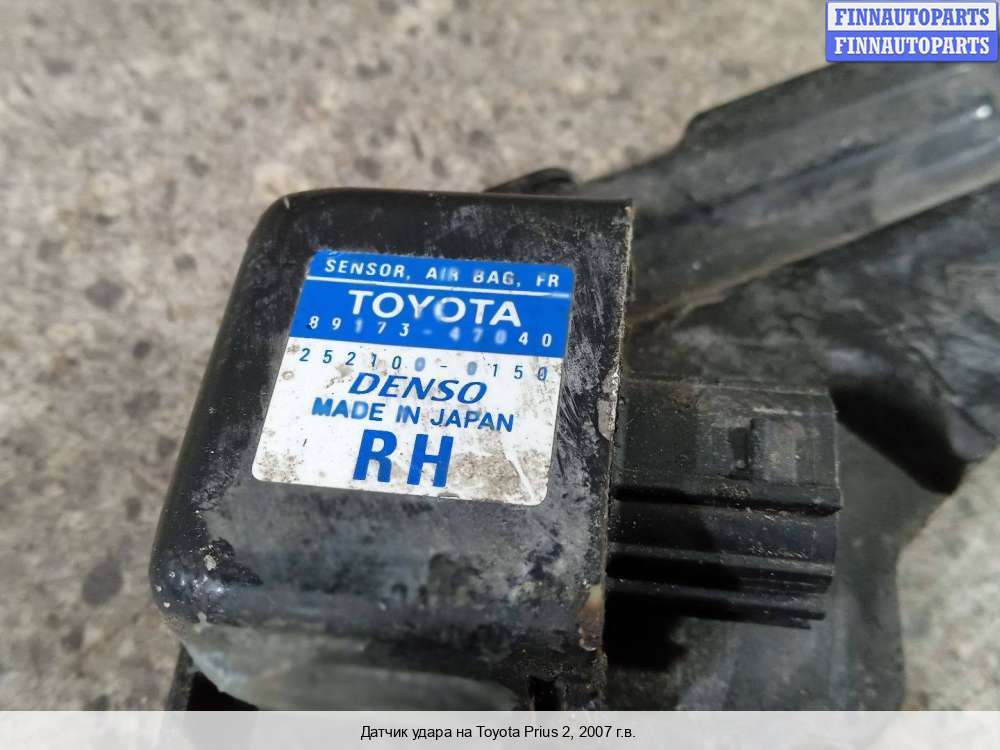 FINNAUTOPARTS
FINNAUTOPARTS
SENSOR, AIR BAG, FR
TOYOTA
89173-47040
252100-0150
DENSO
MADE IN JAPAN
RH
Датчик удара на Toyota Prius 2, 2007 г.в.